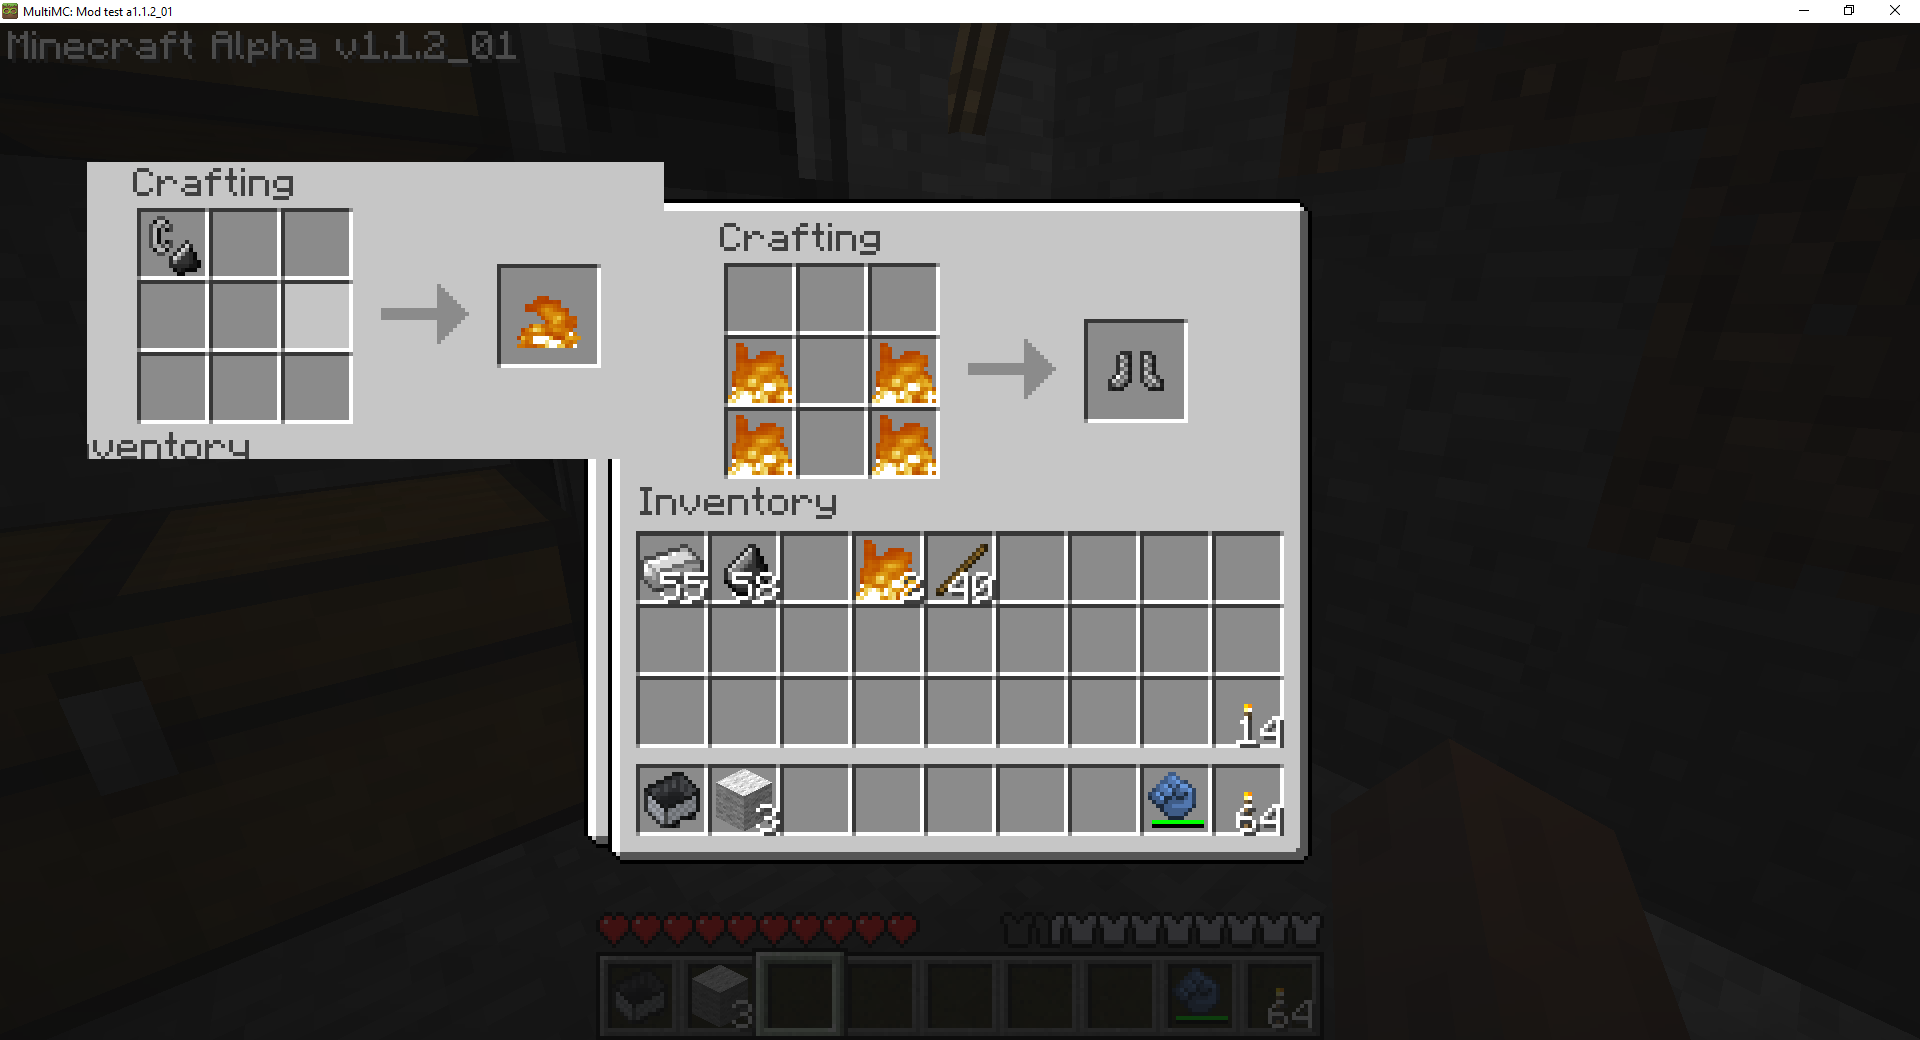 MultiMC: Mod test a1.1.2_01
Minecraft Alpha v1.1.2_01
Crafting
ventory
Crafting
Inventory
55 58 8 40
14
3 64
3 64